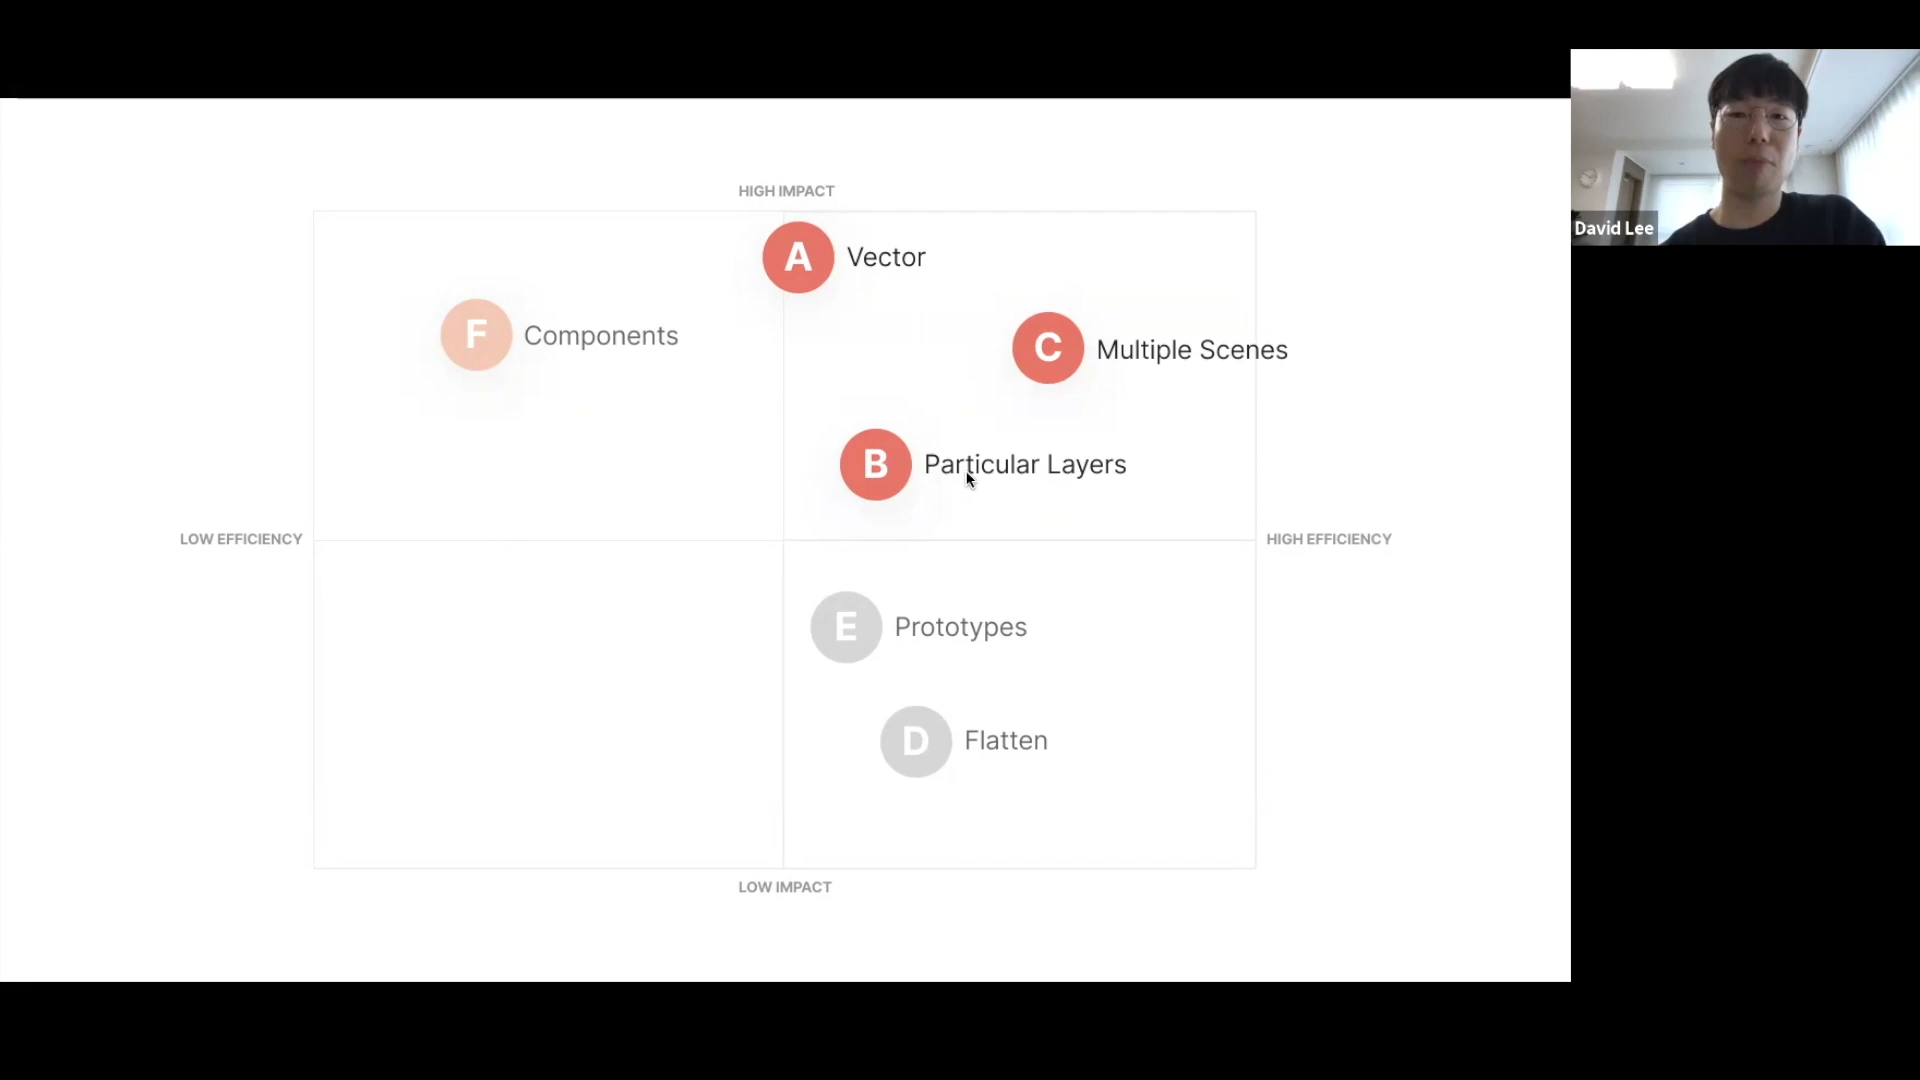 HIGH IMPACT
A Vector
F Components
C Multiple Scenes
B Particular Layers
LOW EFFICIENCY
HIGH EFFICIENCY
E Prototypes
D Flatten
LOW IMPACT
David Lee